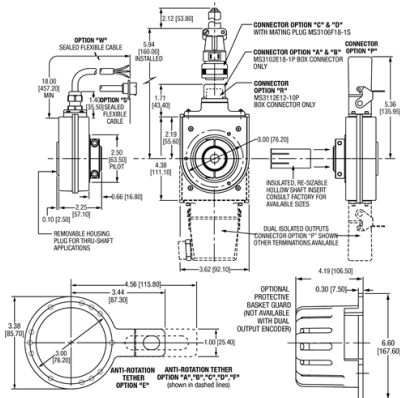 2.12 [53.80]
OPTION "W"
SEALED FLEXIBLE CABLE
5.94
[160.00]
INSTALLED
CONNECTOR OPTION "C" & "D"
WITH MATING PLUG MS3106F18-1S
CONNECTOR OPTION "A" & "B"
MS3102E18-1P BOX CONNECTOR
ONLY
CONNECTOR
OPTION "P"
18.00
[457.20]
MIN
1.40
[35,50]
OPTION "S"
SEALED
FLEXIBLE
CABLE
1.71
[43,40]
CONNECTOR
OPTION "R"
MS3112E12-10P
BOX CONNECTOR ONLY
5.36
[135.95]
2.19
[55.60]
3.00 [76.20]
2.50
[63.50]
PILOT
4.38
[111.10]
0.66 [16.80]
2.25
[57.10]
0.10 [2.50]
INSULATED, RE-SIZABLE
HOLLOW SHAFT INSERT
CONSULT FACTORY FOR
AVAILABLE SIZES
REMOVABLE HOUSING
PLUG FOR THRU-SHAFT
APPLICATIONS
DUAL ISOLATED OUTPUTS
CONNECTOR OPTION "P" SHOWN
OTHER TERMINATIONS AVAILABLE
3.62 [92.10]
4.56 [115.80]
3.44
[87.30]
4.19 [106.50]
0.30 [7.50]
OPTIONAL
PROTECTIVE
BASKET GUARD
(NOT AVAILABLE
WITH DUAL
OUTPUT ENCODER)
3.38
[85,70]
3.00
[76.20]
1.00 [25.40]
6.60
[167.60]
ANTI-ROTATION
TETHER
OPTION "E"
ANTI-ROTATION TETHER
OPTION "A","B","C","D","F"
(shown in dashed lines)